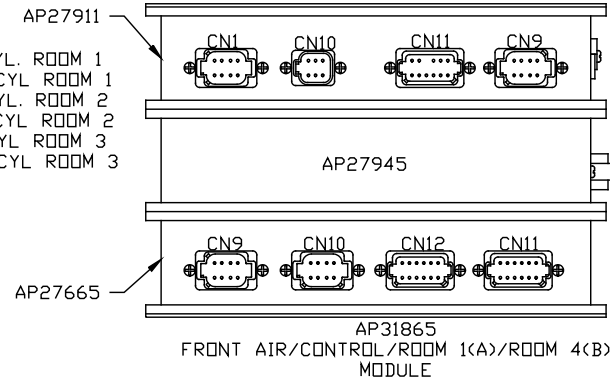 AP27911
CN1 CN10 CN11 CN9
YL. ROOM 1
CYL ROOM 1
YL. ROOM 2
CYL ROOM 2
YL ROOM 3
CYL ROOM 3
AP27945
CN9 CN10 CN12 CN11
AP27665
AP31865
FRONT AIR/CONTROL/ROOM 1(A)/ROOM 4(B)
MODULE